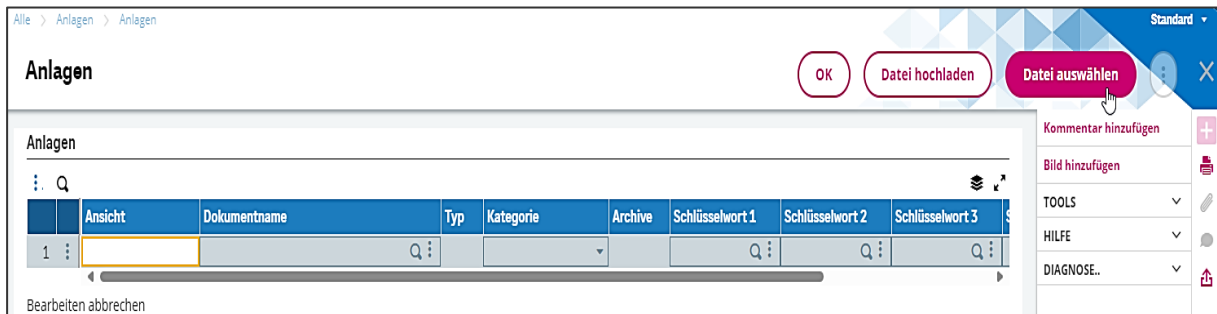 Alle > Anlagen > Anlagen
Standard
Anlagen
OK
Datei hochladen
Datei auswählen
Kommentar hinzufügen
Bild hinzufügen
TOOLS
HILFE
DIAGNOSE..
Anlagen
Ansicht Dokumentname Typ Kategorie Archive Schlüsselwort 1 Schlüsselwort 2 Schlüsselwort 3 S
1
Bearbeiten abbrechen